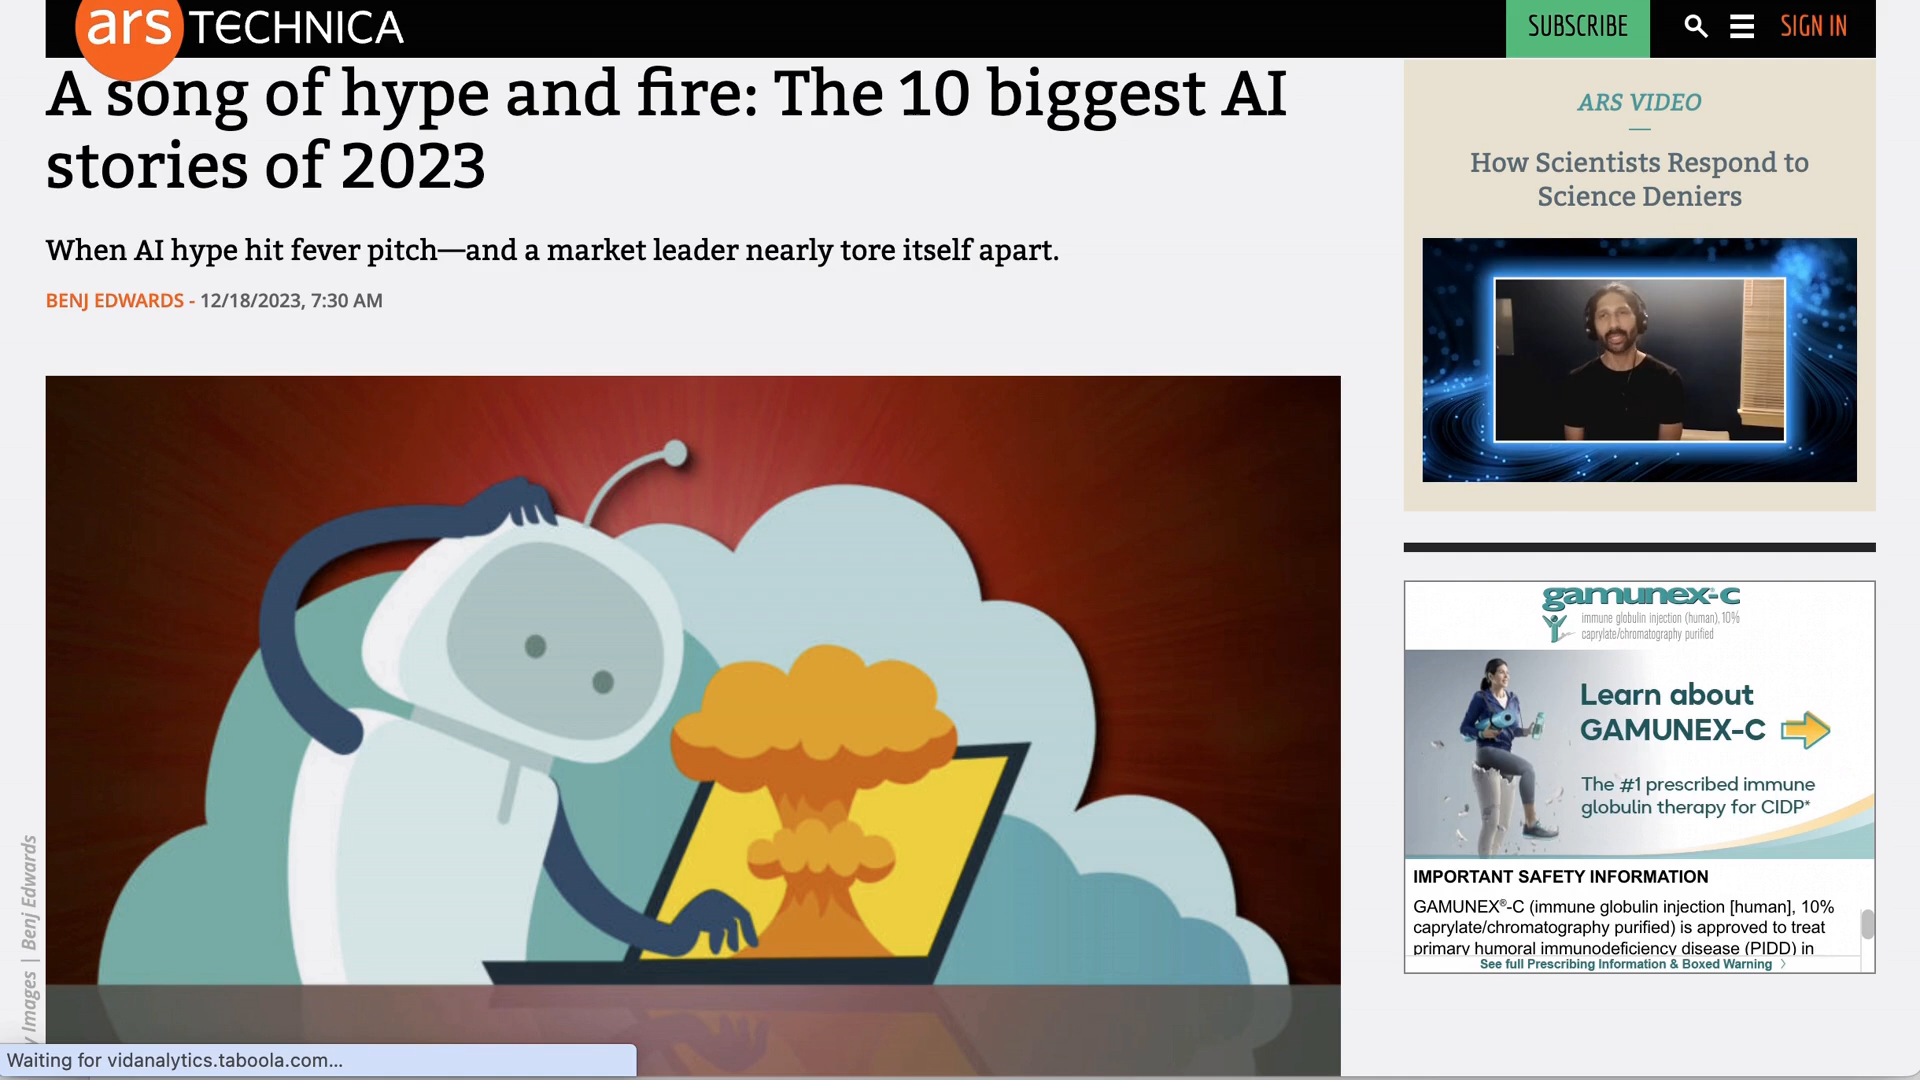 ars TECHNICA
SUBSCRIBE
SIGN IN
A song of hype and fire: The 10 biggest AI
stories of 2023
When AI hype hit fever pitch—and a market leader nearly tore itself apart.
BENJ EDWARDS - 12/18/2023, 7:30 AM
Images | Benj Edwards
Waiting for vidanalytics.taboola.com...
ARS VIDEO
How Scientists Respond to
Science Deniers
gamunex-c
immune globulin injection (human), 10%
caprylate/chromatography purified
Learn about
GAMUNEX-C
The #1 prescribed immune
globulin therapy for CIDP*
IMPORTANT SAFETY INFORMATION
GAMUNEX®-C (immune globulin injection [human], 10%
caprylate/chromatography purified) is approved to treat
primary humoral immunodeficiency disease (PIDD) in
See full Prescribing Information & Boxed Warning